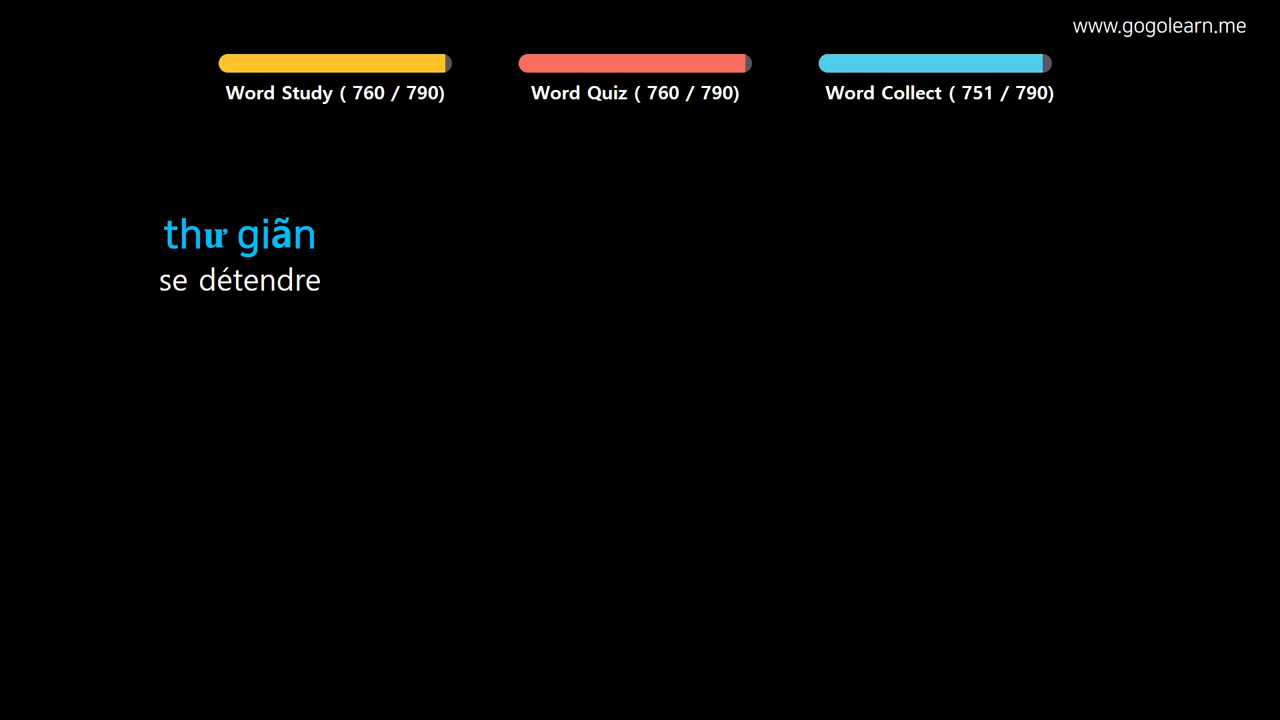 www.gogolearn.me
Word Study ( 760 / 790)
Word Quiz ( 760 / 790)
Word Collect ( 751 / 790)
thư giãn
se détendre